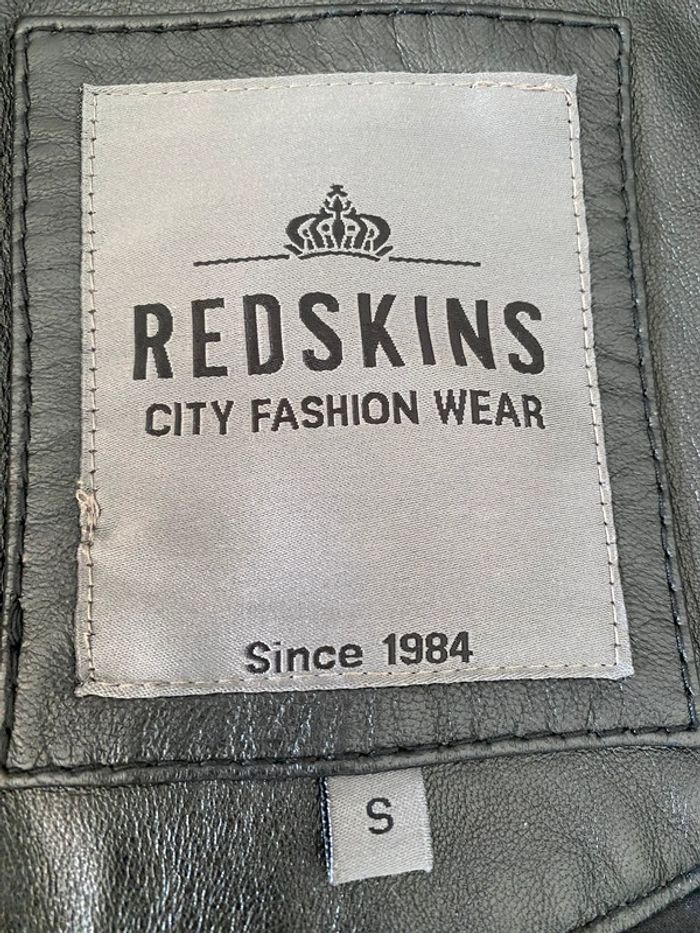 REDSKINS
CITY FASHION WEAR
Since 1984
S